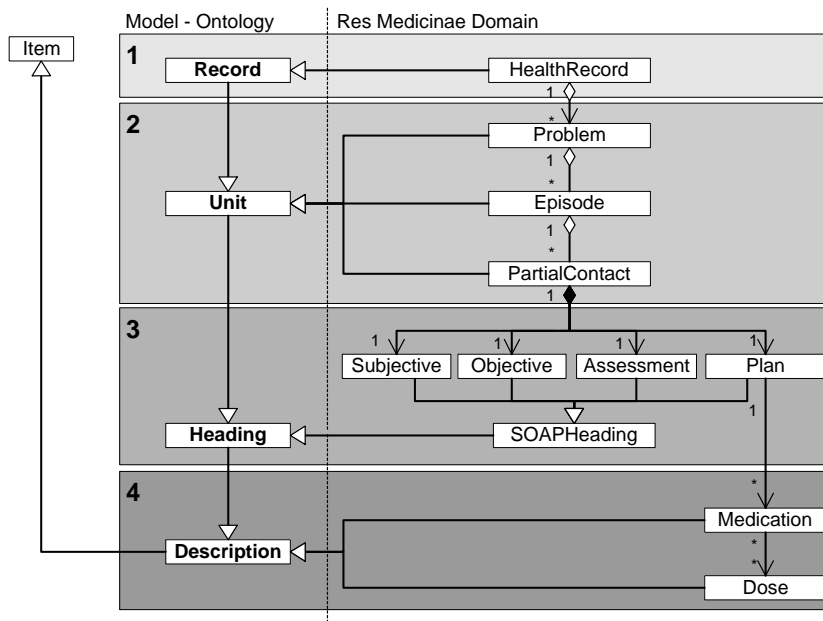 Model - Ontology Res Medicinae Domain
Item
1
Record HealthRecord
1
*
2
Problem
1
*
Unit Episode
1
*
PartialContact
1
3
1 1 1 1
Subjective Objective Assessment Plan
1
Heading SOAPHeading
*
4
Medication
*
Description
*
Dose